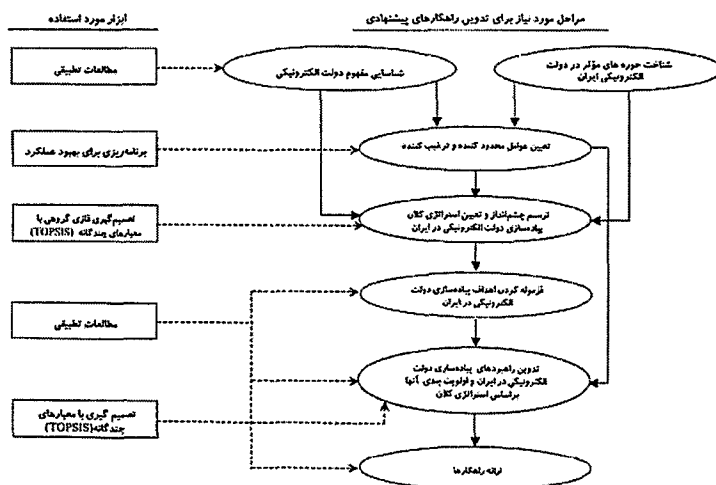 مراحل مورد نیاز برای تدوین راهکارهای پیشنهادی
ابزار مورد استفاده
شناخت حوزه های مؤثر در دولت
الکترونیکی ایران
شناسایی مفهوم دولت الکترونیکی
مطالعات تطبیقی
تعیین عوامل محدود کننده و ترغیب کننده
برنامه‌ریزی برای بهبود عملکرد
ترسیم چشم‌انداز و تعیین استراتژی کلان
پیاده‌سازی دولت الکترونیکی در ایران
تصمیم‌گیری فازی گروهی با
معیارهای چندگانه (TOPSIS)
فرموله کردن اهداف پیاده‌سازی دولت
الکترونیکی در ایران
مطالعات تطبیقی
تدوین راهبردهای پیاده‌سازی دولت
الکترونیکی در ایران و اولویت بندی آنها
براساس استراتژی کلان
تصمیم گیری با معیارهای
چندگانه(TOPSIS)
ارائه راهکارها